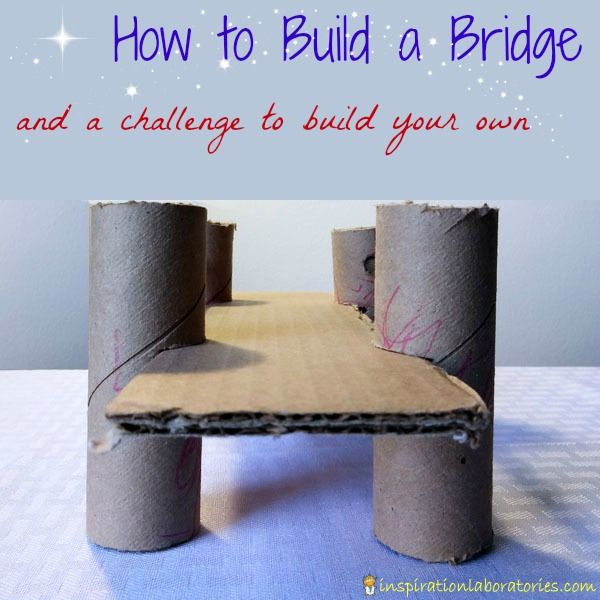 How to Build a Bridge
and a challenge to build your own
inspirationlaboratories.com